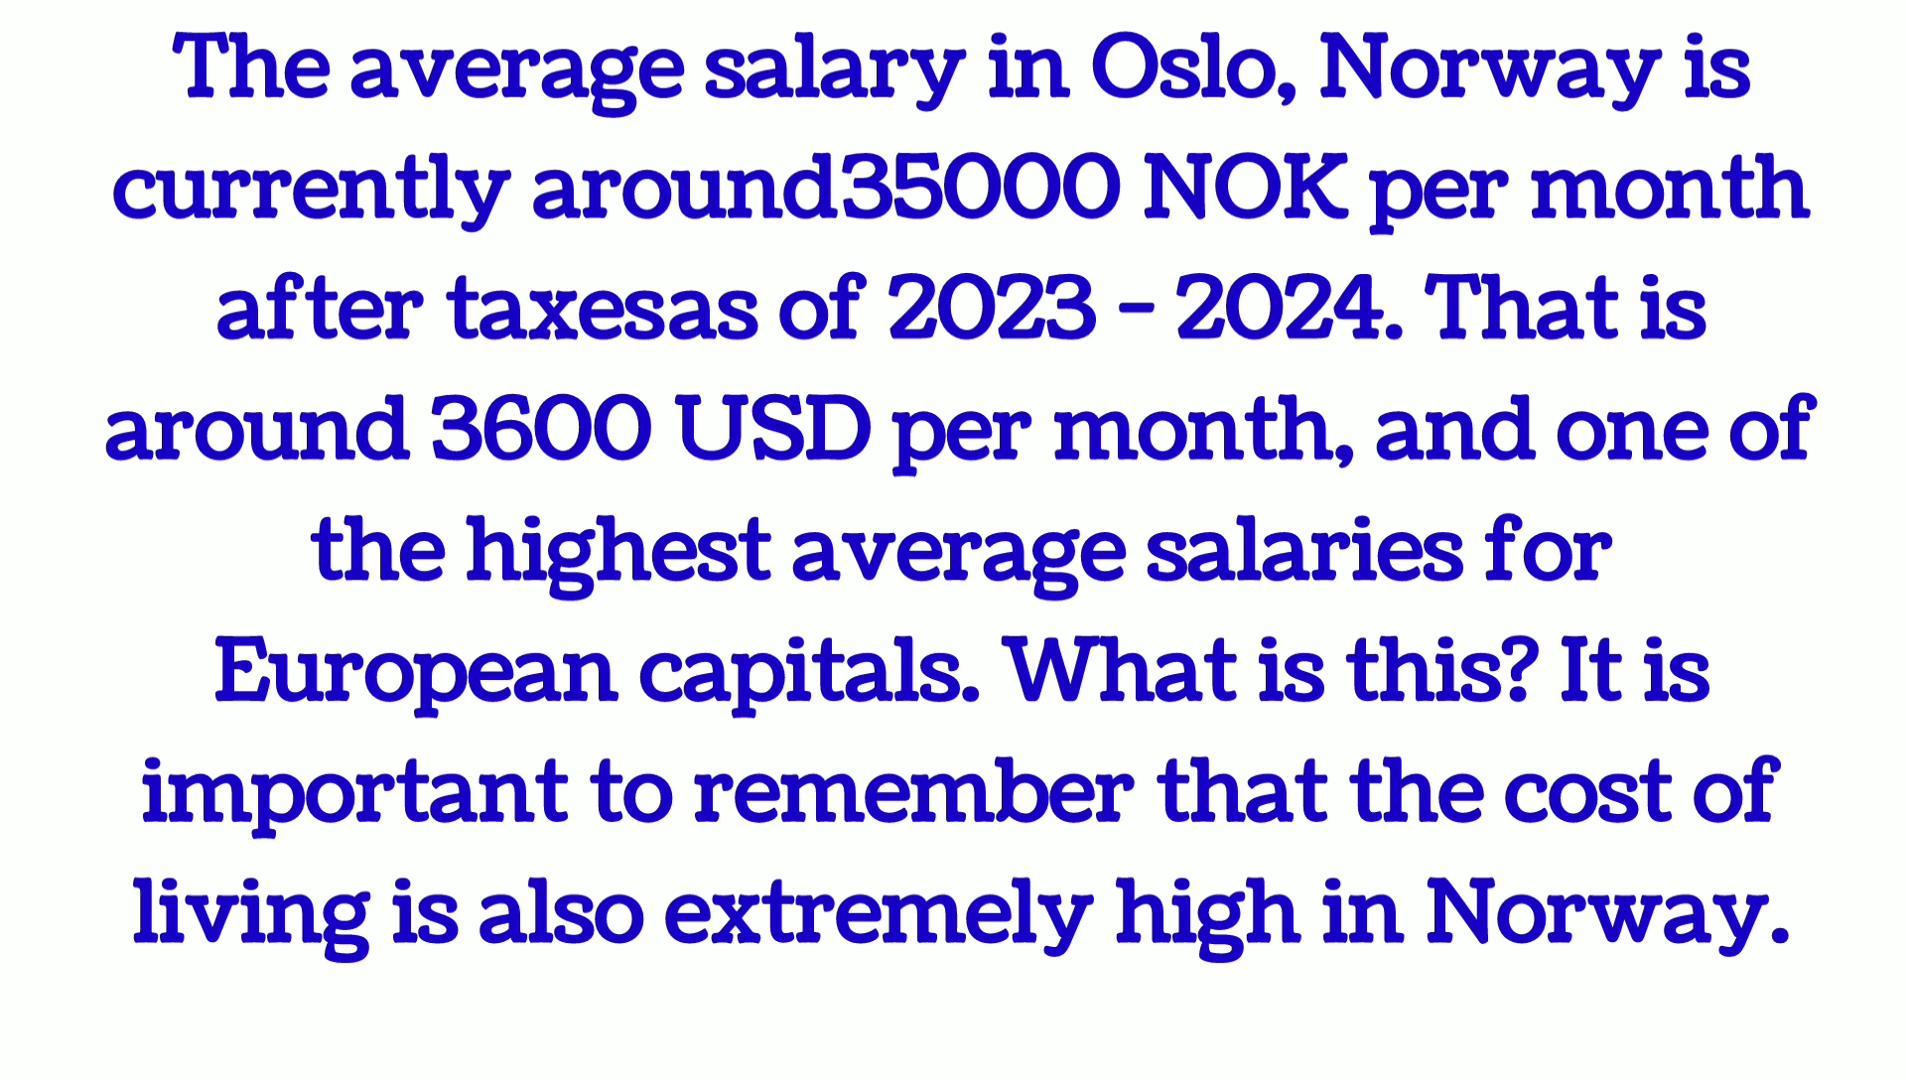 The average salary in Oslo, Norway is
currently around35000 NOK per month
after taxesas of 2023 - 2024. That is
around 3600 USD per month, and one of
the highest average salaries for
European capitals. What is this? It is
important to remember that the cost of
living is also extremely high in Norway.